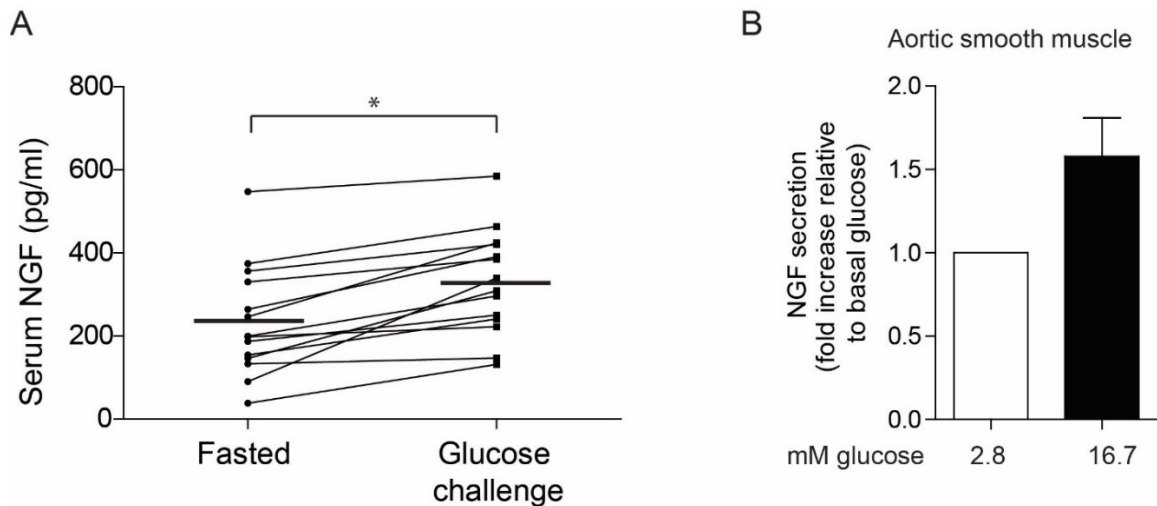 A
800
600
400
200
0
Serum NGF (pg/ml)
*
Fasted
Glucose
challenge
B
Aortic smooth muscle
2.0
1.5
1.0
0.5
0.0
NGF secretion
(fold increase relative
to basal glucose)
mM glucose 2.8 16.7